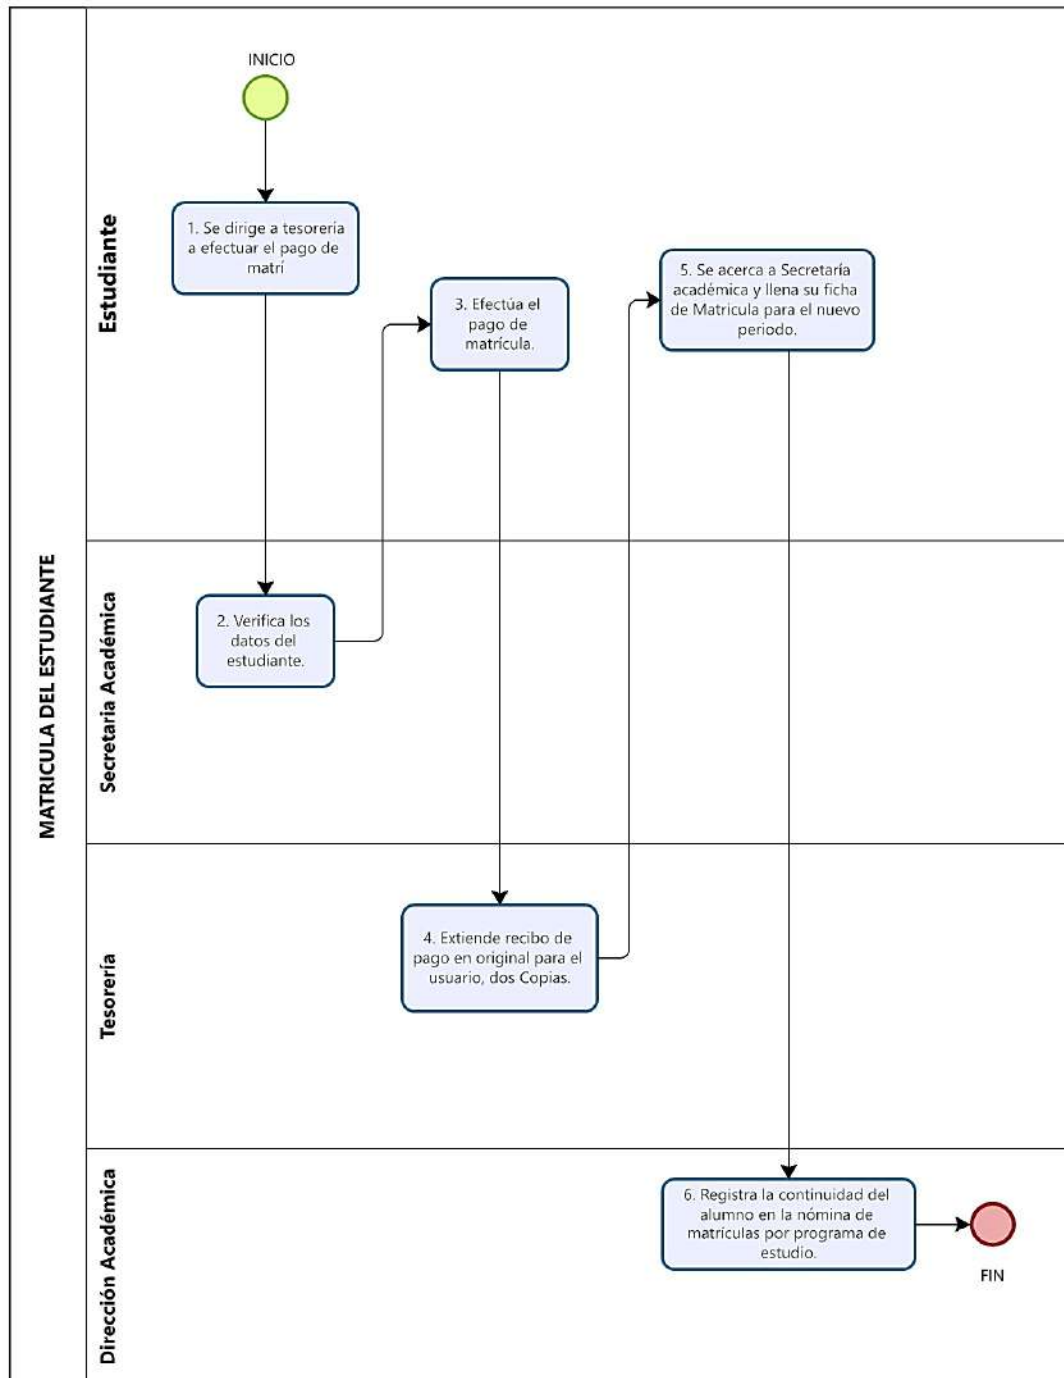 MATRICULA DEL ESTUDIANTE
Estudiante
INICIO
1. Se dirige a tesorería
a efectuar el pago de
matrí
3. Efectúa el
pago de
matrícula.
5. Se acerca a Secretaría
académica y llena su ficha
de Matricula para el nuevo
periodo.
Secretaria Académica
2. Verifica los
datos del
estudiante.
Tesorería
4. Extiende recibo de
pago en original para el
usuario, dos Copias.
Dirección Académica
6. Registra la continuidad del
alumno en la nómina de
matrículas por programa de
estudio.
FIN